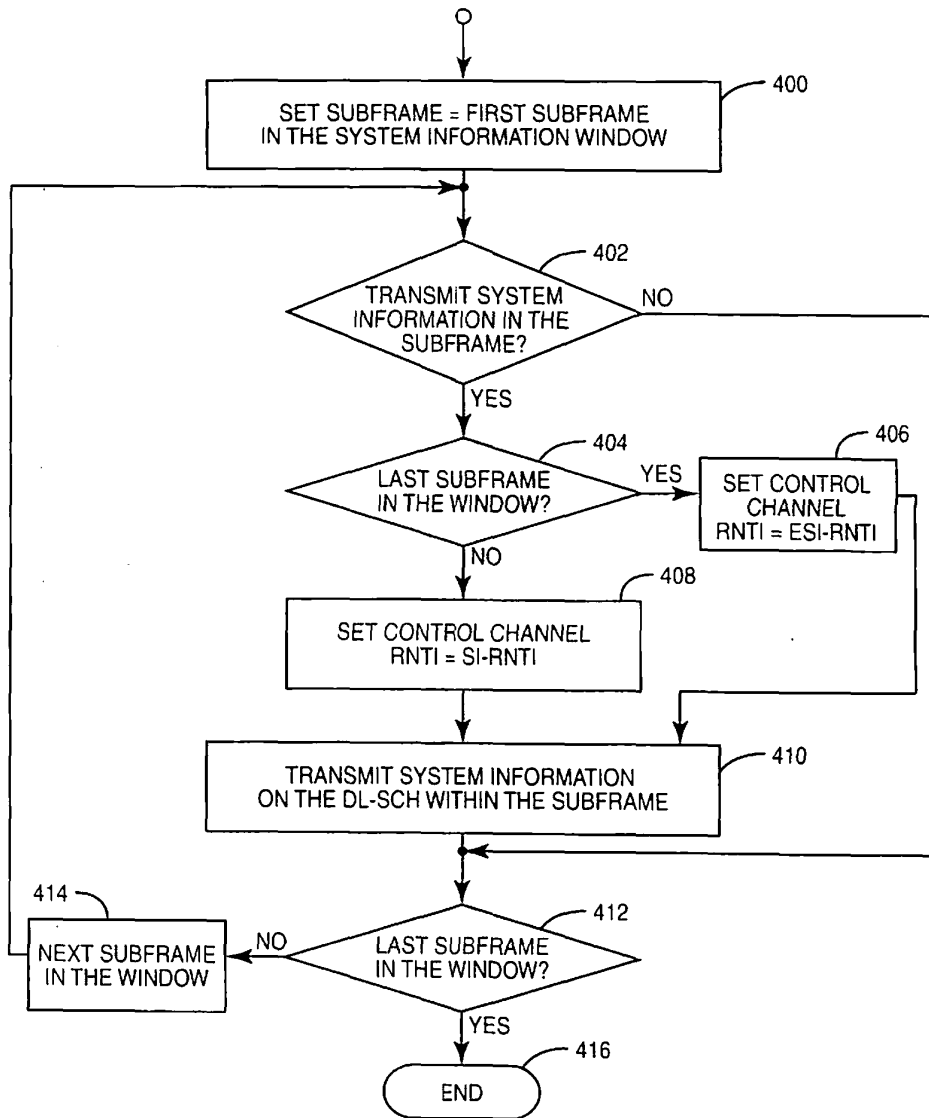 400
SET SUBFRAME = FIRST SUBFRAME
IN THE SYSTEM INFORMATION WINDOW
402
TRANSMIT SYSTEM
INFORMATION IN THE
SUBFRAME?
NO
YES
404
LAST SUBFRAME
IN THE WINDOW?
YES
406
SET CONTROL
CHANNEL
RNTI = ESI-RNTI
NO
408
SET CONTROL CHANNEL
RNTI = SI-RNTI
410
TRANSMIT SYSTEM INFORMATION
ON THE DL-SCH WITHIN THE SUBFRAME
412
LAST SUBFRAME
IN THE WINDOW?
NO
414
NEXT SUBFRAME
IN THE WINDOW
YES
416
END